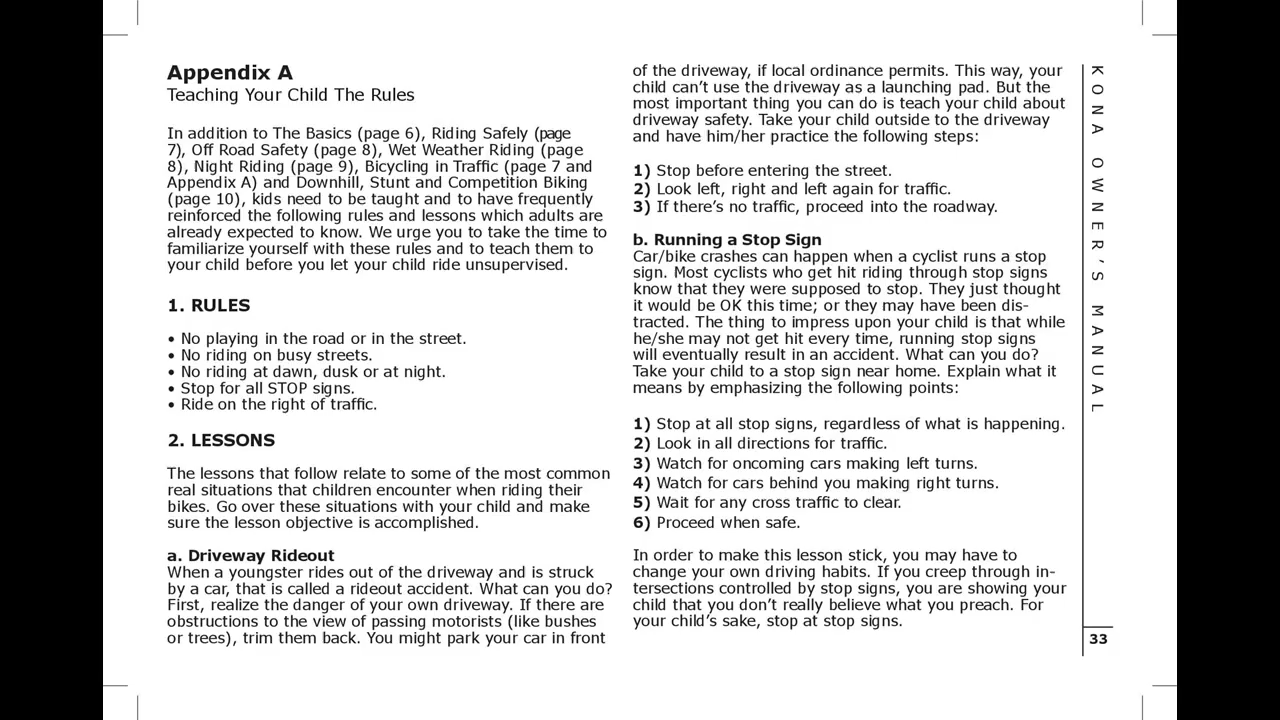 Appendix A
Teaching Your Child The Rules
In addition to The Basics (page 6), Riding Safely (page
7), Off Road Safety (page 8), Wet Weather Riding (page
8), Night Riding (page 9), Bicycling in Traffic (page 7 and
Appendix A) and Downhill, Stunt and Competition Biking
(page 10), kids need to be taught and to have frequently
reinforced the following rules and lessons which adults are
already expected to know. We urge you to take the time to
familiarize yourself with these rules and to teach them to
your child before you let your child ride unsupervised.
1. RULES
• No playing in the road or in the street.
• No riding on busy streets.
• No riding at dawn, dusk or at night.
• Stop for all STOP signs.
• Ride on the right of traffic.
2. LESSONS
The lessons that follow relate to some of the most common
real situations that children encounter when riding their
bikes. Go over these situations with your child and make
sure the lesson objective is accomplished.
a. Driveway Rideout
When a youngster rides out of the driveway and is struck
by a car, that is called a rideout accident. What can you do?
First, realize the danger of your own driveway. If there are
obstructions to the view of passing motorists (like bushes
or trees), trim them back. You might park your car in front
of the driveway, if local ordinance permits. This way, your
child can't use the driveway as a launching pad. But the
most important thing you can do is teach your child about
driveway safety. Take your child outside to the driveway
and have him/her practice the following steps:
1) Stop before entering the street.
2) Look left, right and left again for traffic.
3) If there's no traffic, proceed into the roadway.
b. Running a Stop Sign
Car/bike crashes can happen when a cyclist runs a stop
sign. Most cyclists who get hit riding through stop signs
know that they were supposed to stop. They just thought
it would be OK this time; or they may have been dis-
tracted. The thing to impress upon your child is that while
he/she may not get hit every time, running stop signs
will eventually result in an accident. What can you do?
Take your child to a stop sign near home. Explain what it
means by emphasizing the following points:
1) Stop at all stop signs, regardless of what is happening.
2) Look in all directions for traffic.
3) Watch for oncoming cars making left turns.
4) Watch for cars behind you making right turns.
5) Wait for any cross traffic to clear.
6) Proceed when safe.
In order to make this lesson stick, you may have to
change your own driving habits. If you creep through in-
tersections controlled by stop signs, you are showing your
child that you don't really believe what you preach. For
your child's sake, stop at stop signs.
KONA OWNER'S MANUAL
33